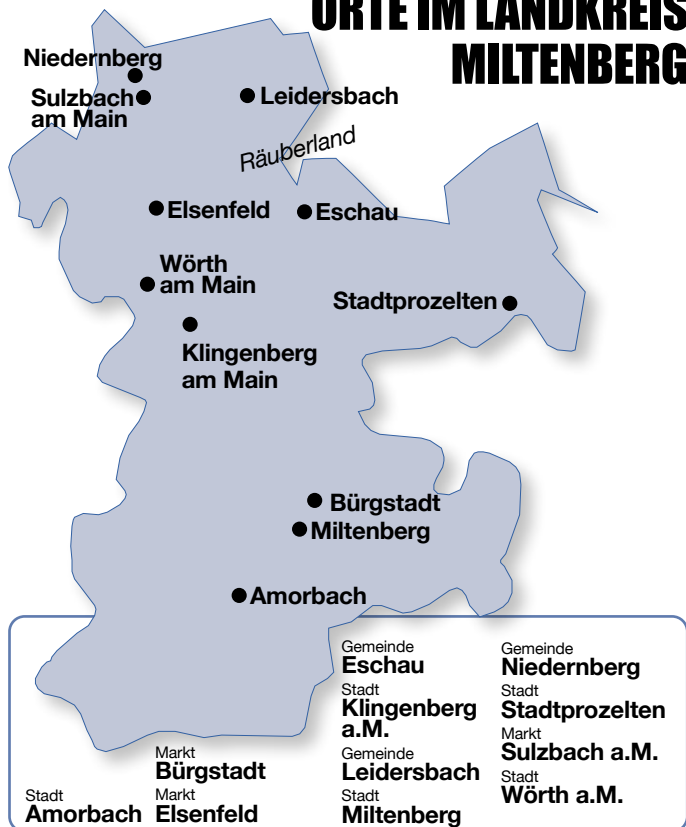 ORTE IM LANDKREIS
MILTENBERG
Niedernberg
Sulzbach
am Main
Leidersbach
Räuberland
Elsenfeld
Eschau
Wörth
am Main
Stadtprozelten
Klingenberg
am Main
Bürgstadt
Miltenberg
Amorbach
Stadt
Amorbach
Markt
Bürgstadt
Markt
Elsenfeld
Gemeinde
Eschau
Stadt
Klingenberg
a.M.
Gemeinde
Leidersbach
Stadt
Miltenberg
Gemeinde
Niedernberg
Stadt
Stadtprozelten
Markt
Sulzbach a.M.
Stadt
Wörth a.M.